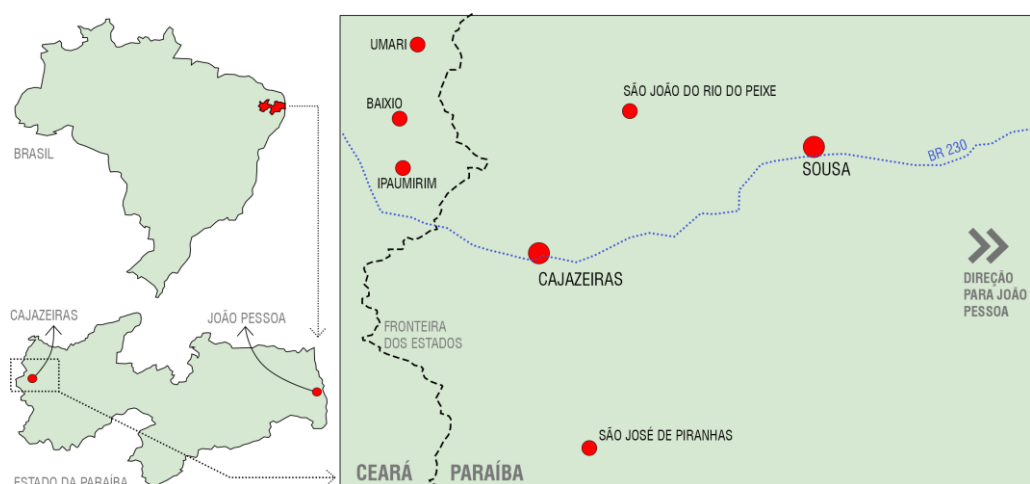 BRASIL
CAJAZEIRAS
JOÃO PESSOA
ESTADO DA PARAÍBA
UMARI
BAIXIO
IPAUMIRIM
SÃO JOÃO DO RIO DO PEIXE
SOUSA
BR 230
CAJAZEIRAS
DIREÇÃO
PARA JOÃO
PESSOA
FRONTEIRA
DOS ESTADOS
SÃO JOSÉ DE PIRANHAS
CEARÁ
PARAÍBA